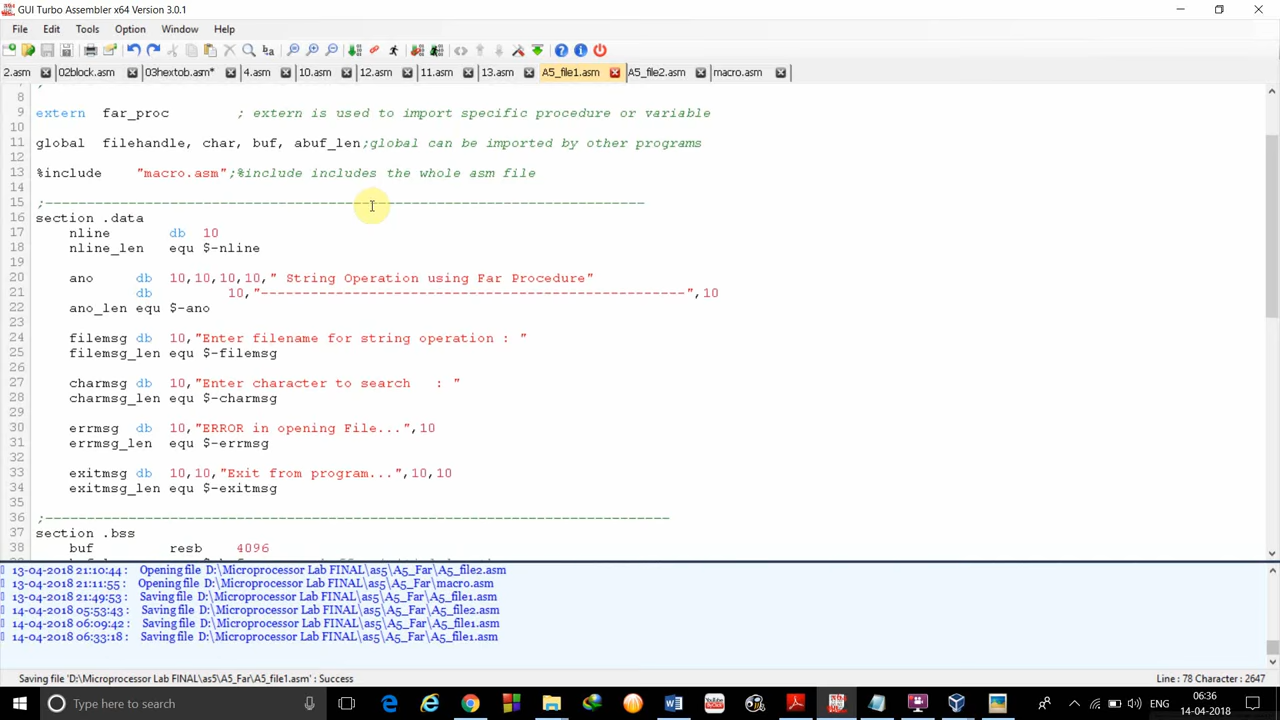 GUI Turbo Assembler x64 Version 3.0.1
File Edit Tools Option Window Help
2.asm 02block.asm 03hextob.asm* 4.asm 10.asm 12.asm 11.asm 13.asm A5_file1.asm A5_file2.asm macro.asm
8 ;
9 extern far_proc ; extern is used to import specific procedure or variable
10
11 global filehandle, char, buf, abuf_len;global can be imported by other programs
12
13 %include "macro.asm";%include includes the whole asm file
14
15 ;------------------------------------------------------------------------
16 section .data
17 nline db 10
18 nline_len equ $-nline
19
20 ano db 10,10,10,10," String Operation using Far Procedure"
21 db 10,"---------------------------------------------------",10
22 ano_len equ $-ano
23
24 filemsg db 10,"Enter filename for string operation : "
25 filemsg_len equ $-filemsg
26
27 charmsg db 10,"Enter character to search : "
28 charmsg_len equ $-charmsg
29
30 errmsg db 10,"ERROR in opening File...",10
31 errmsg_len equ $-errmsg
32
33 exitmsg db 10,10,"Exit from program...",10,10
34 exitmsg_len equ $-exitmsg
35
36 ;---------------------------------------------------------------------------
37 section .bss
38 buf resb 4096
13-04-2018 21:10:44 : Opening file D:\Microprocessor Lab FINAL\as5\A5_Far\A5_file2.asm
13-04-2018 21:11:55 : Opening file D:\Microprocessor Lab FINAL\as5\A5_Far\macro.asm
13-04-2018 21:49:53 : Saving file D:\Microprocessor Lab FINAL\as5\A5_Far\A5_file1.asm
14-04-2018 05:53:43 : Saving file D:\Microprocessor Lab FINAL\as5\A5_Far\A5_file2.asm
14-04-2018 06:09:42 : Saving file D:\Microprocessor Lab FINAL\as5\A5_Far\A5_file1.asm
14-04-2018 06:33:18 : Saving file D:\Microprocessor Lab FINAL\as5\A5_Far\A5_file1.asm
Saving file 'D:\Microprocessor Lab FINAL\as5\A5_Far\A5_file1.asm' : Success Line : 78 Character : 2647
Type here to search ENG 06:36
14-04-2018